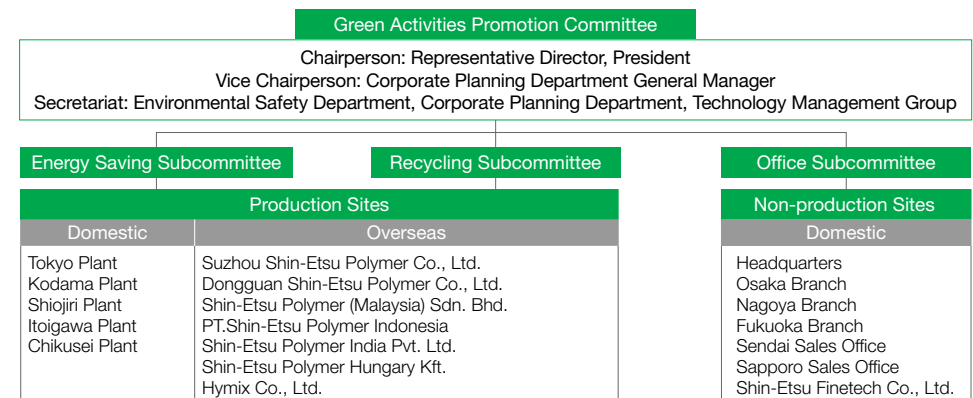 Green Activities Promotion Committee
Chairperson: Representative Director, President
Vice Chairperson: Corporate Planning Department General Manager
Secretariat: Environmental Safety Department, Corporate Planning Department, Technology Management Group
Energy Saving Subcommittee
Recycling Subcommittee
Office Subcommittee
Production Sites
Domestic
Overseas
Tokyo Plant
Kodama Plant
Shiojiri Plant
Itoigawa Plant
Chikusei Plant
Suzhou Shin-Etsu Polymer Co., Ltd.
Dongguan Shin-Etsu Polymer Co., Ltd.
Shin-Etsu Polymer (Malaysia) Sdn. Bhd.
PT.Shin-Etsu Polymer Indonesia
Shin-Etsu Polymer India Pvt. Ltd.
Shin-Etsu Polymer Hungary Kft.
Hymix Co., Ltd.
Non-production Sites
Domestic
Headquarters
Osaka Branch
Nagoya Branch
Fukuoka Branch
Sendai Sales Office
Sapporo Sales Office
Shin-Etsu Finetech Co., Ltd.